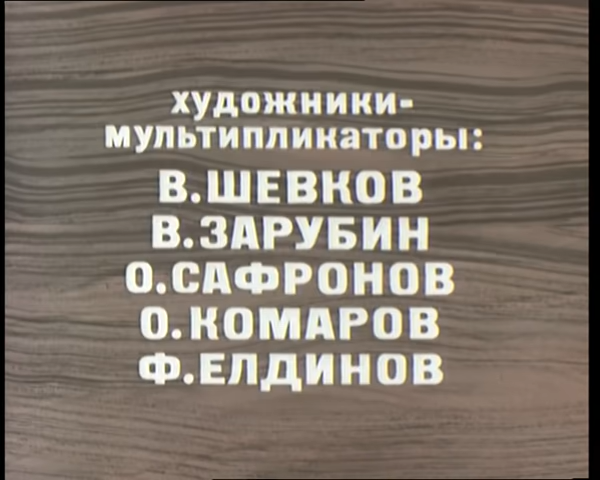 художники-
мультипликаторы:
В.ШЕВКОВ
В.ЗАРУБИН
О.САФРОНОВ
О.КОМАРОВ
Ф.ЕЛДИНОВ